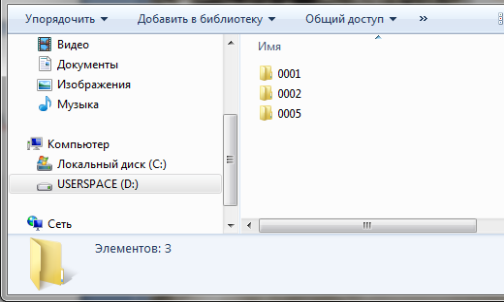 Упорядочить Добавить в библиотеку Общий доступ »
Видео
Документы
Изображения
Музыка
Компьютер
Локальный диск (C:)
USERSPACE (D:)
Сеть
Имя
0001
0002
0005
Элементов: 3